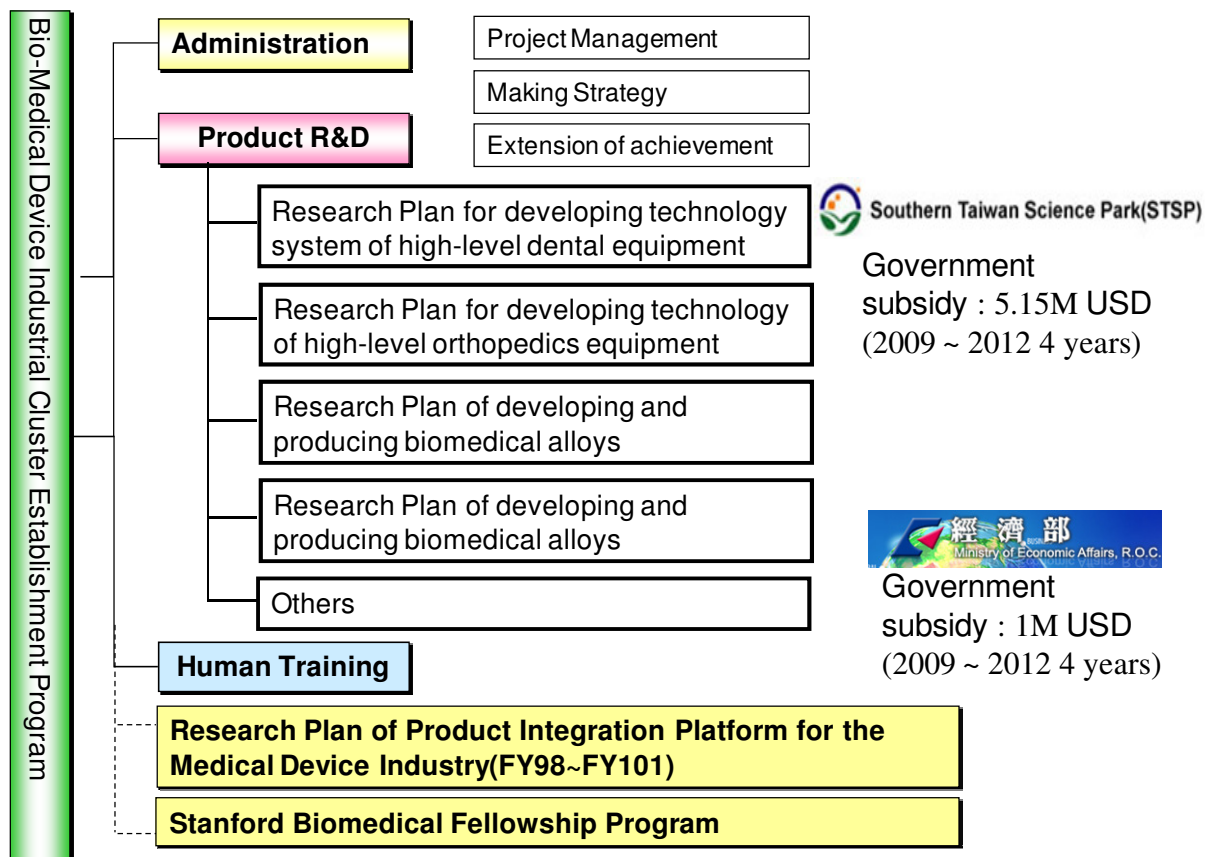 Bio-Medical Device Industrial Cluster Establishment Program
Administration
Project Management
Making Strategy
Extension of achievement
Product R&D
Research Plan for developing technology
system of high-level dental equipment
Research Plan for developing technology
of high-level orthopedics equipment
Research Plan of developing and
producing biomedical alloys
Research Plan of developing and
producing biomedical alloys
Others
Southern Taiwan Science Park(STSP)
Government
subsidy : 5.15M USD
(2009 ~ 2012 4 years)
經濟部
Ministry of Economic Affairs, R.O.C.
Government
subsidy : 1M USD
(2009 ~ 2012 4 years)
Human Training
Research Plan of Product Integration Platform for the
Medical Device Industry(FY98~FY101)
Stanford Biomedical Fellowship Program